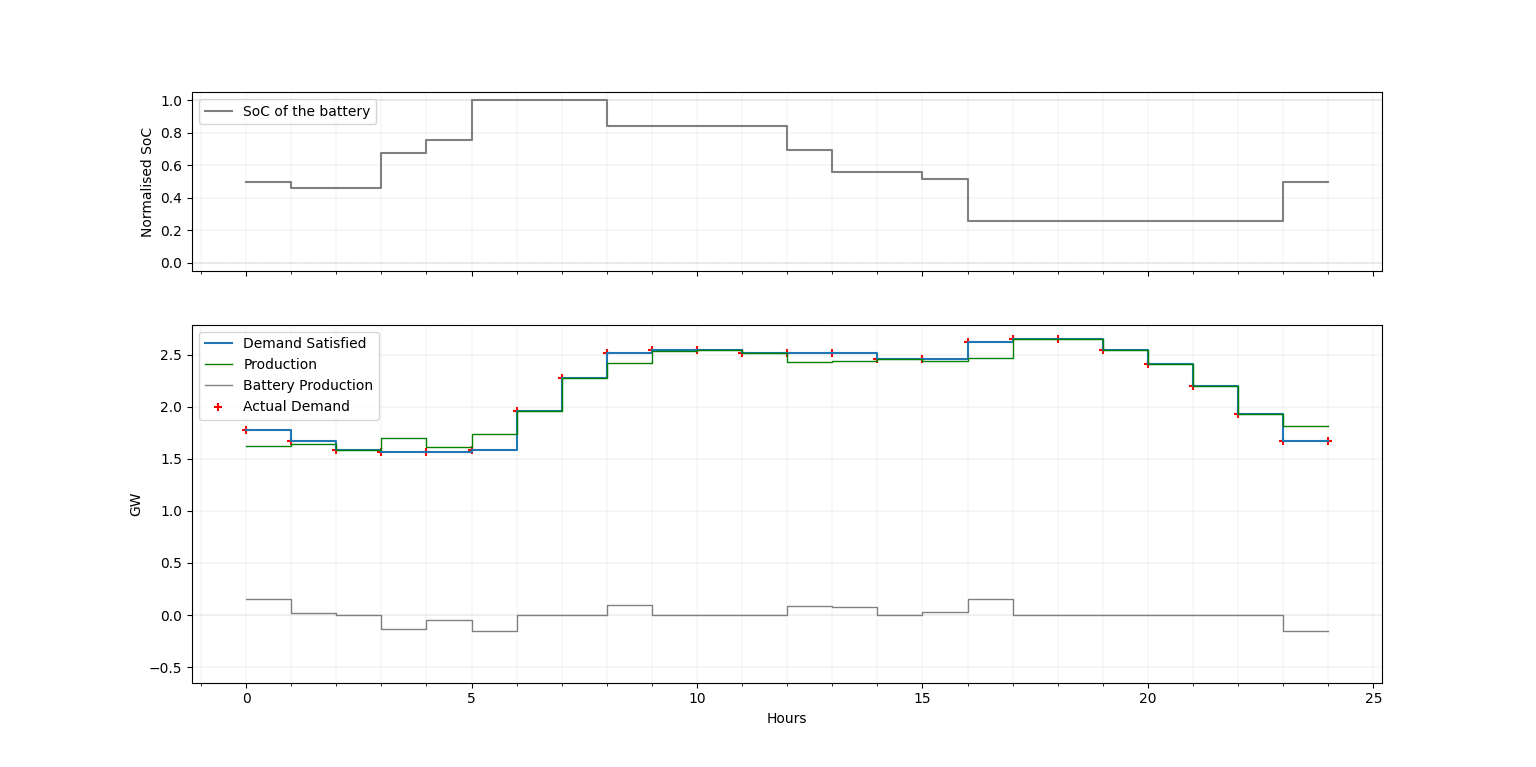 1.0
0.8
0.6
0.4
0.2
0.0
Normalised SoC
SoC of the battery
2.5
2.0
1.5
1.0
0.5
0.0
−0.5
GW
Demand Satisfied
Production
Battery Production
Actual Demand
0 5 10 15 20 25
Hours